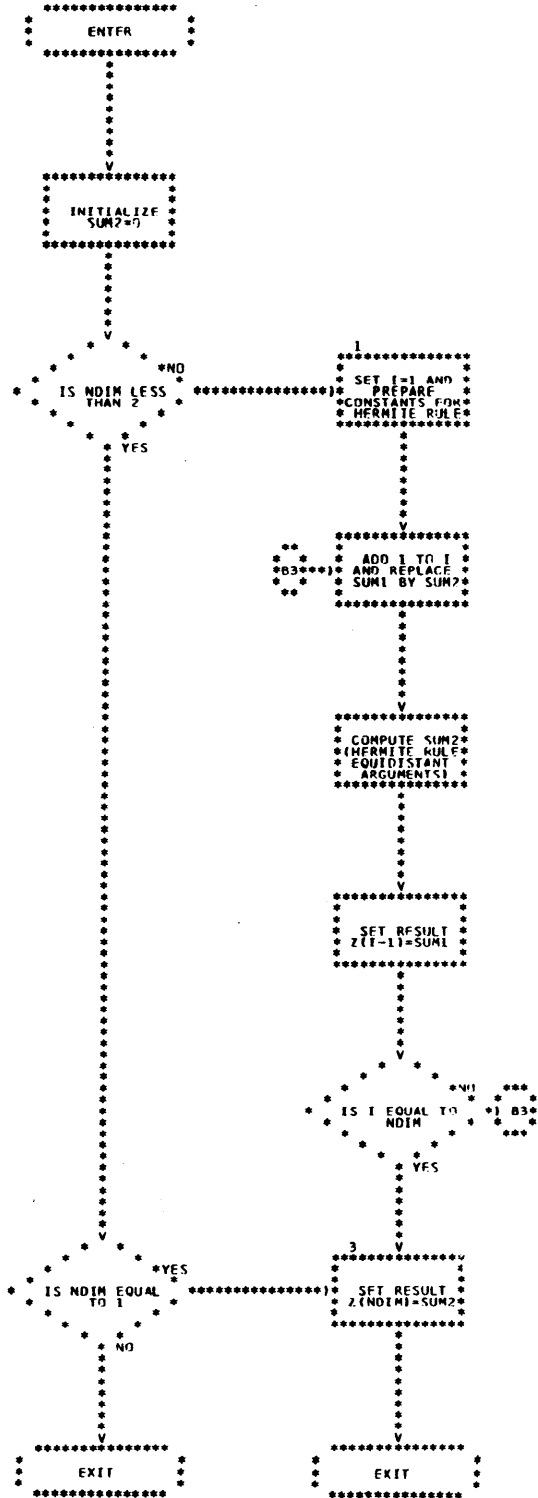 ENTER
INITIALIZE
SUM2=0
IS NDIM LESS
THAN 2
NO
YES
1
SET I=1 AND
PREPARE
CONSTANTS FOR
HERMITE RULE
B3
ADD 1 TO I
AND REPLACE
SUM1 BY SUM2
COMPUTE SUM2
(HERMITE RULE
EQUIDISTANT
ARGUMENTS)
SET RESULT
Z(I-1)=SUM1
IS I EQUAL TO
NDIM
NO
B3
YES
IS NDIM EQUAL
TO 1
YES
NO
3
SET RESULT
Z(NDIM)=SUM2
EXIT
EXIT